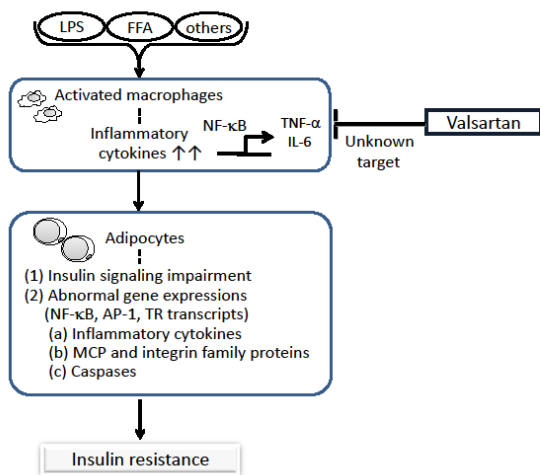 LPS FFA others
Activated macrophages
Inflammatory
cytokines ↑↑
NF-κB
TNF-α
IL-6
Unknown
target
Valsartan
Adipocytes
(1) Insulin signaling impairment
(2) Abnormal gene expressions
(NF-κB, AP-1, TR transcripts)
(a) Inflammatory cytokines
(b) MCP and integrin family proteins
(c) Caspases
Insulin resistance